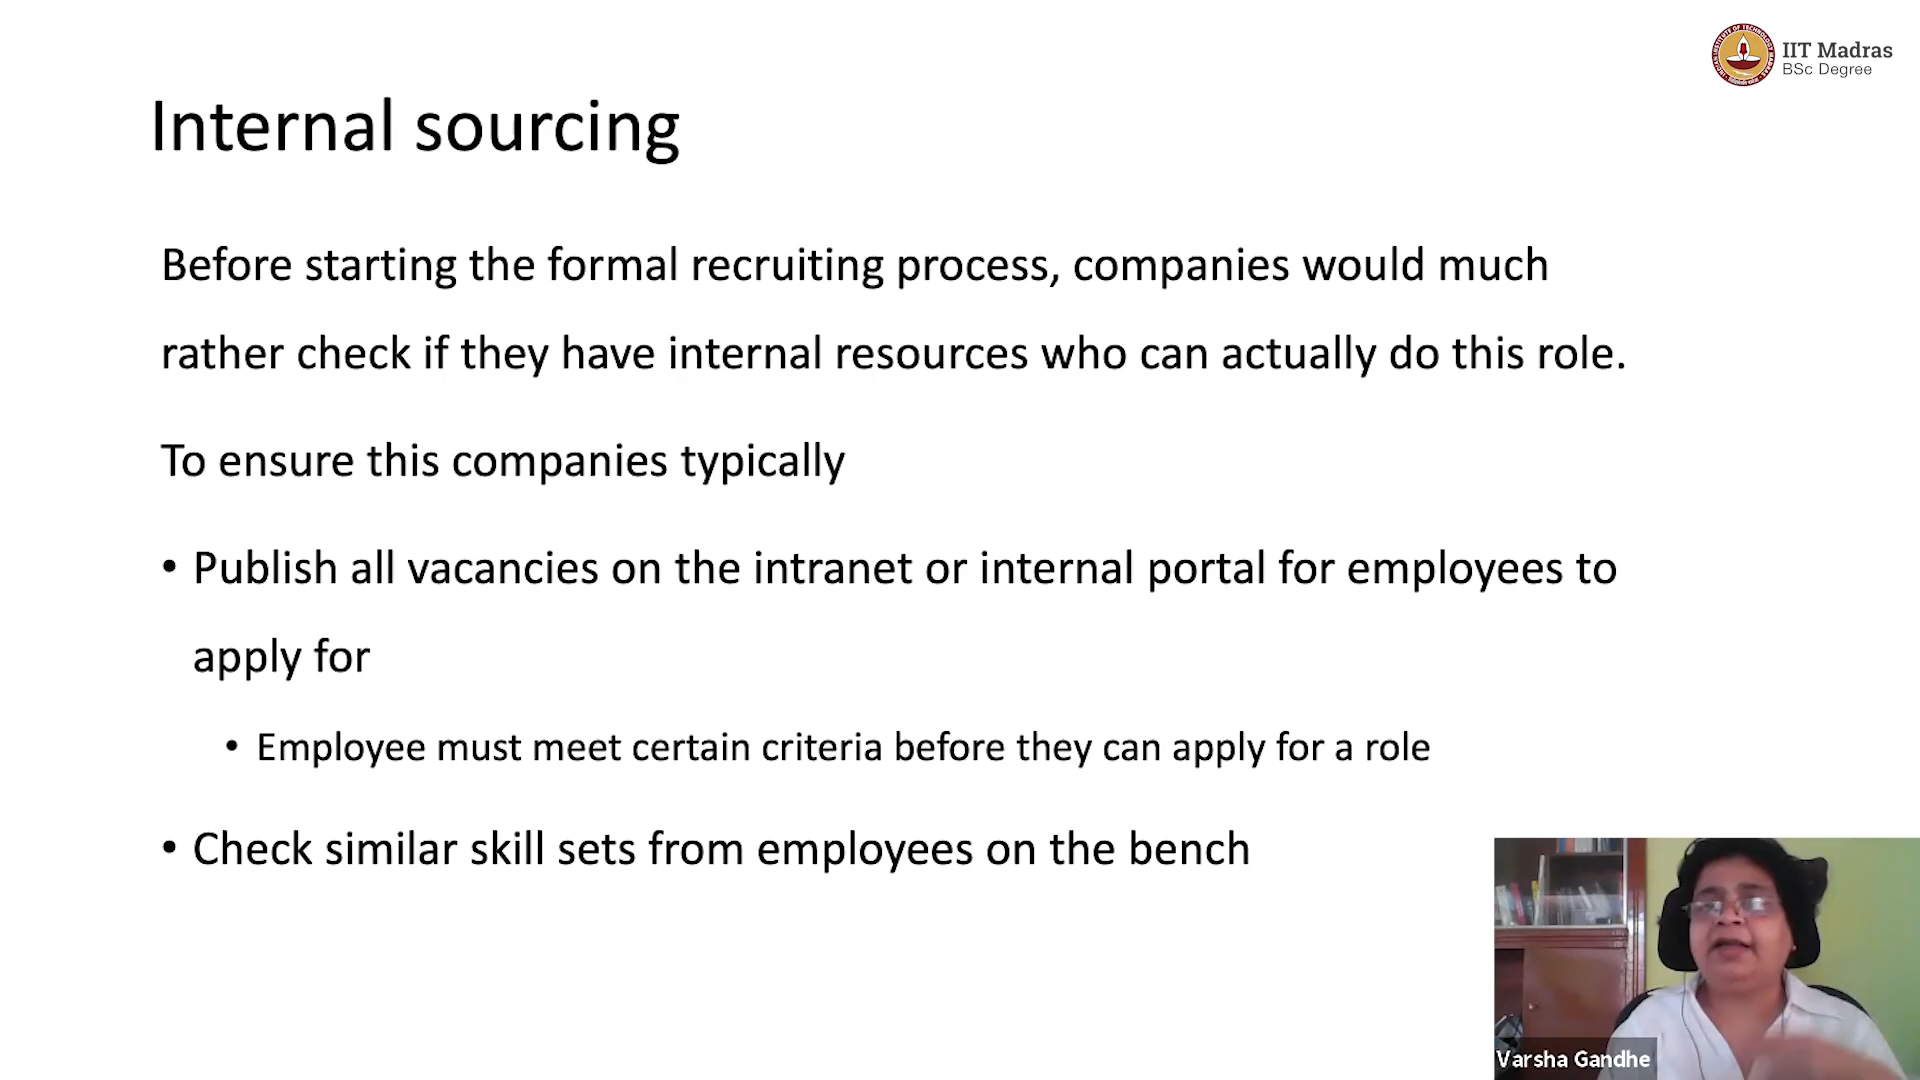 IIT Madras
BSc Degree
Internal sourcing
Before starting the formal recruiting process, companies would much
rather check if they have internal resources who can actually do this role.
To ensure this companies typically
• Publish all vacancies on the intranet or internal portal for employees to
apply for
• Employee must meet certain criteria before they can apply for a role
• Check similar skill sets from employees on the bench
Varsha Gandhe